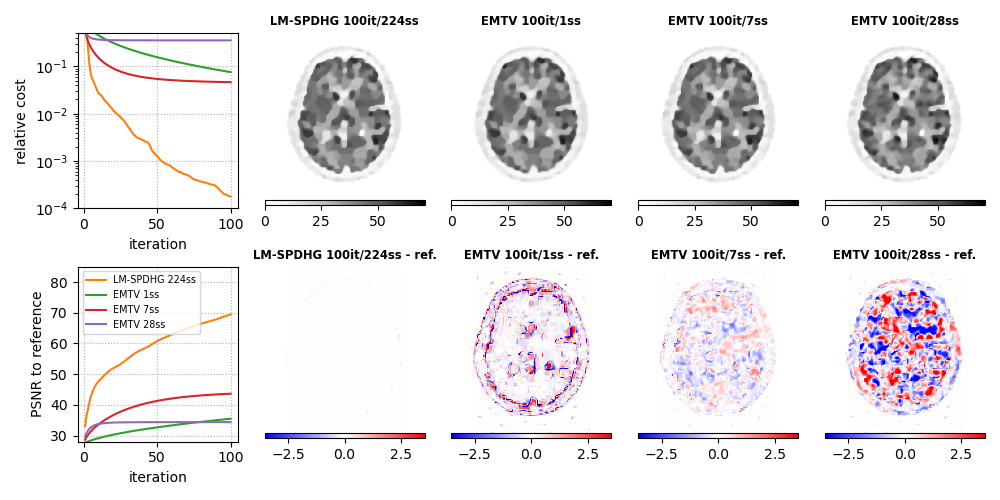 LM-SPDHG 100it/224ss
EMTV 100it/1ss
EMTV 100it/7ss
EMTV 100it/28ss
relative cost
10⁻¹
10⁻²
10⁻³
10⁻⁴
0 50 100
iteration
0 25 50
0 25 50
0 25 50
0 25 50
LM-SPDHG 100it/224ss - ref.
EMTV 100it/1ss - ref.
EMTV 100it/7ss - ref.
EMTV 100it/28ss - ref.
PSNR to reference
80
70
60
50
40
30
LM-SPDHG 224ss
EMTV 1ss
EMTV 7ss
EMTV 28ss
0 50 100
iteration
−2.5 0.0 2.5
−2.5 0.0 2.5
−2.5 0.0 2.5
−2.5 0.0 2.5